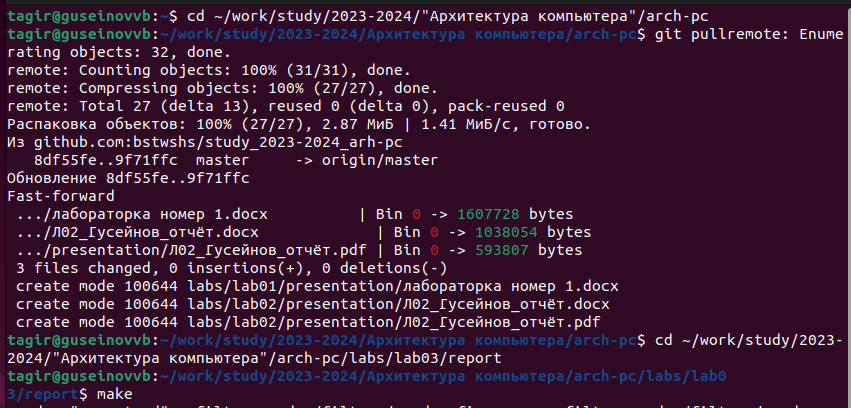 tagir@guseinovvb:~$ cd ~/work/study/2023-2024/"Архитектура компьютера"/arch-pc
tagir@guseinovvb:~/work/study/2023-2024/Архитектура компьютера/arch-pc$ git pullremote: Enume
rating objects: 32, done.
remote: Counting objects: 100% (31/31), done.
remote: Compressing objects: 100% (27/27), done.
remote: Total 27 (delta 13), reused 0 (delta 0), pack-reused 0
Распаковка объектов: 100% (27/27), 2.87 МиБ | 1.41 МиБ/с, готово.
Из github.com:bstwshs/study_2023-2024_arh-pc
   8df55fe..9f71ffc  master     -> origin/master
Обновление 8df55fe..9f71ffc
Fast-forward
 .../лабораторка номер 1.docx           | Bin 0 -> 1607728 bytes
 .../Л02_Гусейнов_отчёт.docx            | Bin 0 -> 1038054 bytes
 .../presentation/Л02_Гусейнов_отчёт.pdf | Bin 0 -> 593807 bytes
 3 files changed, 0 insertions(+), 0 deletions(-)
 create mode 100644 labs/lab01/presentation/лабораторка номер 1.docx
 create mode 100644 labs/lab02/presentation/Л02_Гусейнов_отчёт.docx
 create mode 100644 labs/lab02/presentation/Л02_Гусейнов_отчёт.pdf
tagir@guseinovvb:~/work/study/2023-2024/Архитектура компьютера/arch-pc$ cd ~/work/study/2023-
2024/"Архитектура компьютера"/arch-pc/labs/lab03/report
tagir@guseinovvb:~/work/study/2023-2024/Архитектура компьютера/arch-pc/labs/lab0
3/report$ make